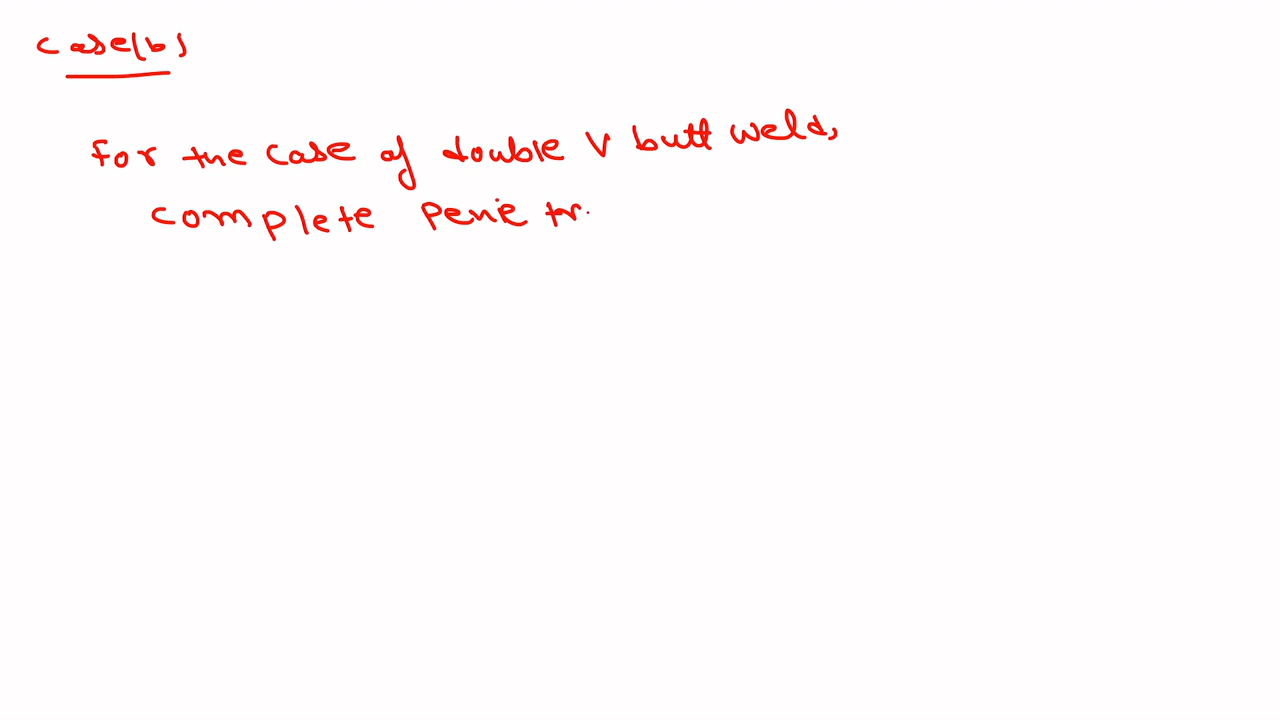 case(b)
For the case of double V butt weld,
complete Penetr